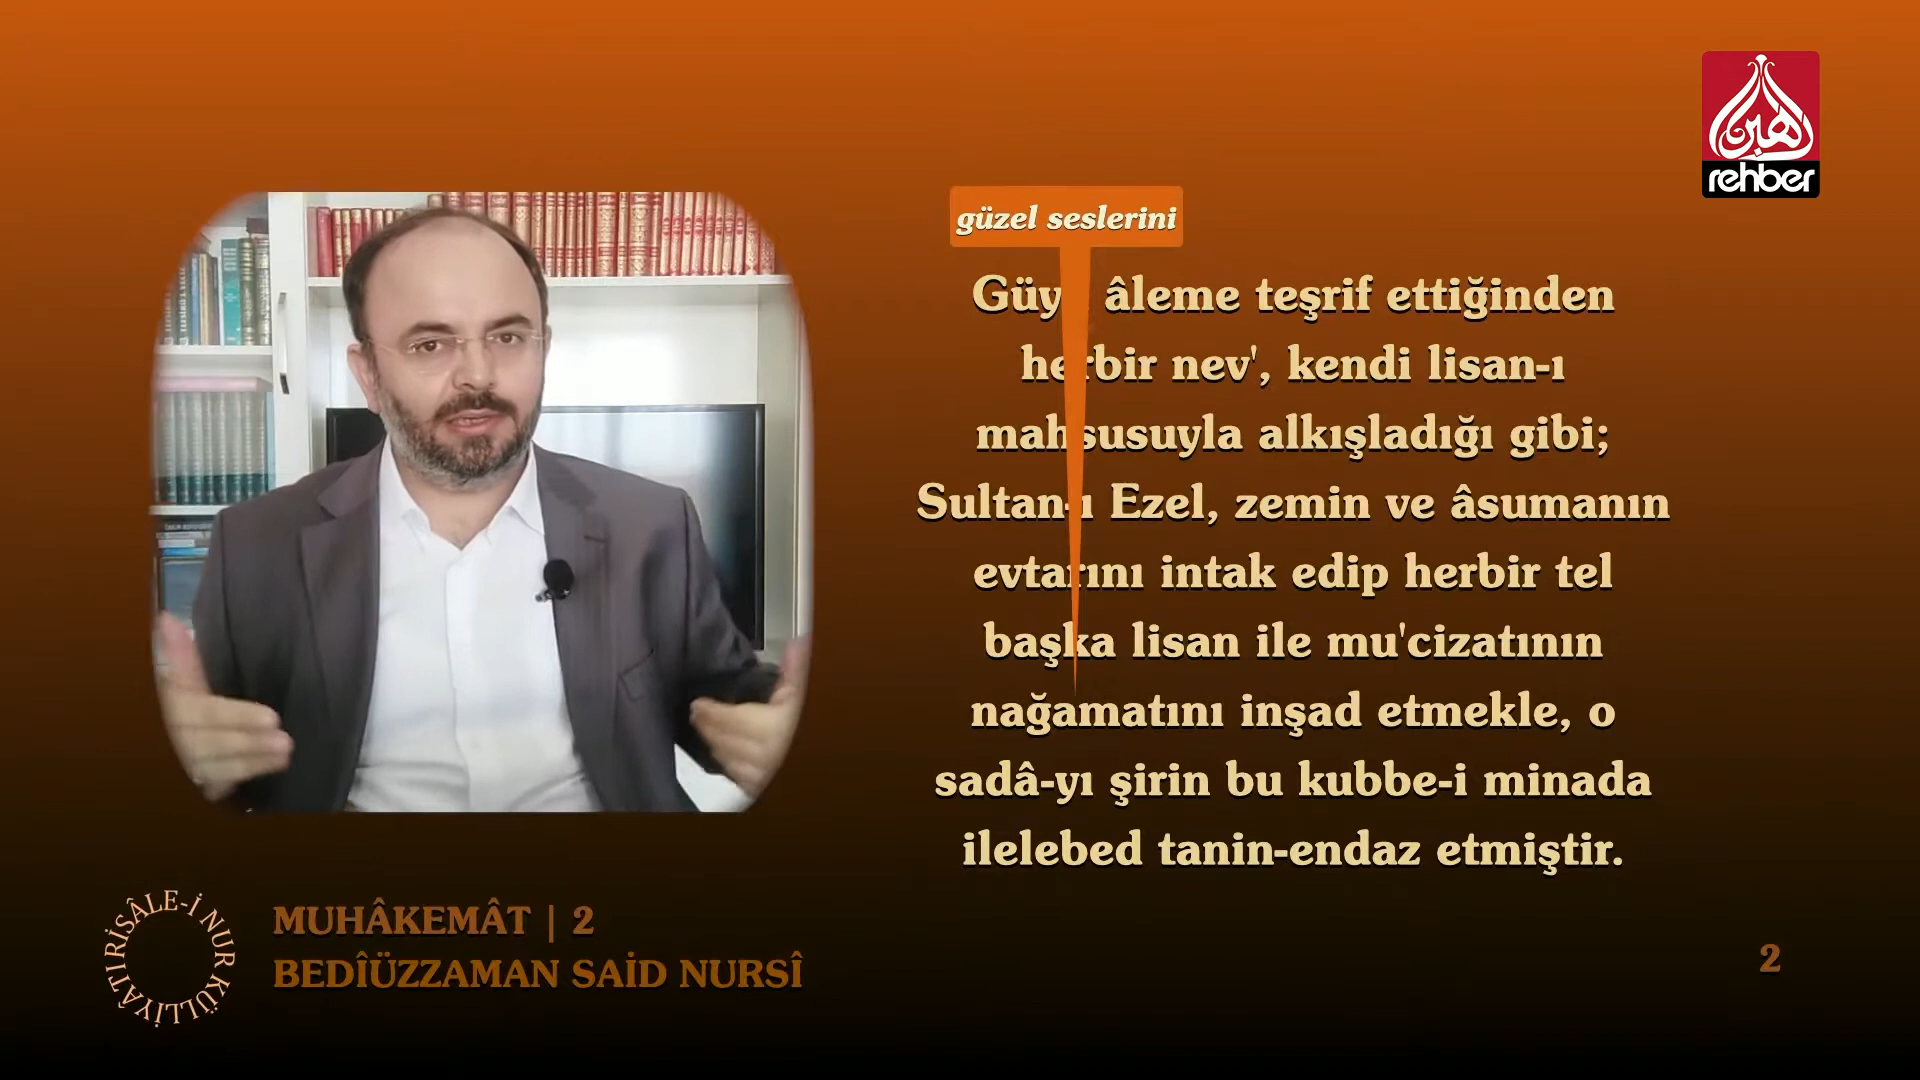 رهبر
rehber
güzel seslerini
Güya âleme teşrif ettiğinden
herbir nev', kendi lisan-ı
mahsusuyla alkışladığı gibi;
Sultan-ı Ezel, zemin ve âsumanın
evtarını intak edip herbir tel
başka lisan ile mu'cizatının
nağamatını inşad etmekle, o
sadâ-yı şirin bu kubbe-i minada
ilelebed tanin-endaz etmiştir.
RİSÂLE-İ NUR KÜLLİYÂTI
MUHÂKEMÂT | 2
BEDÎÜZZAMAN SAİD NURSÎ
2